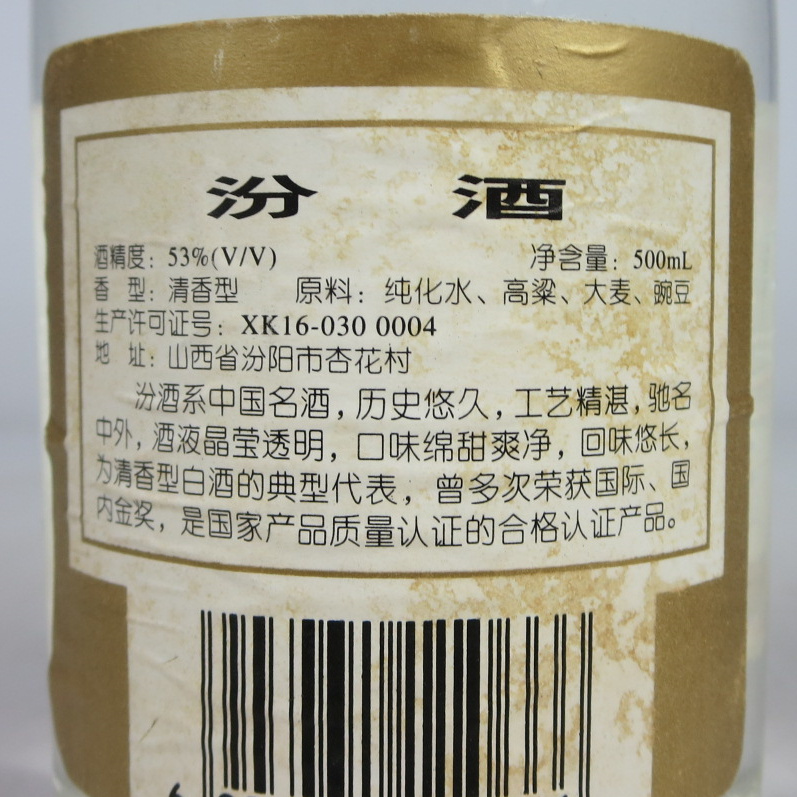 汾 酒
酒精度：53%(V/V) 净含量：500mL
香 型：清香型 原料：纯化水、高粱、大麦、豌豆
生产许可证号：XK16-030 0004
地 址：山西省汾阳市杏花村
汾酒系中国名酒，历史悠久，工艺精湛，驰名
中外，酒液晶莹透明，口味绵甜爽净，回味悠长，
为清香型白酒的典型代表，曾多次荣获国际、国
内金奖，是国家产品质量认证的合格认证产品。